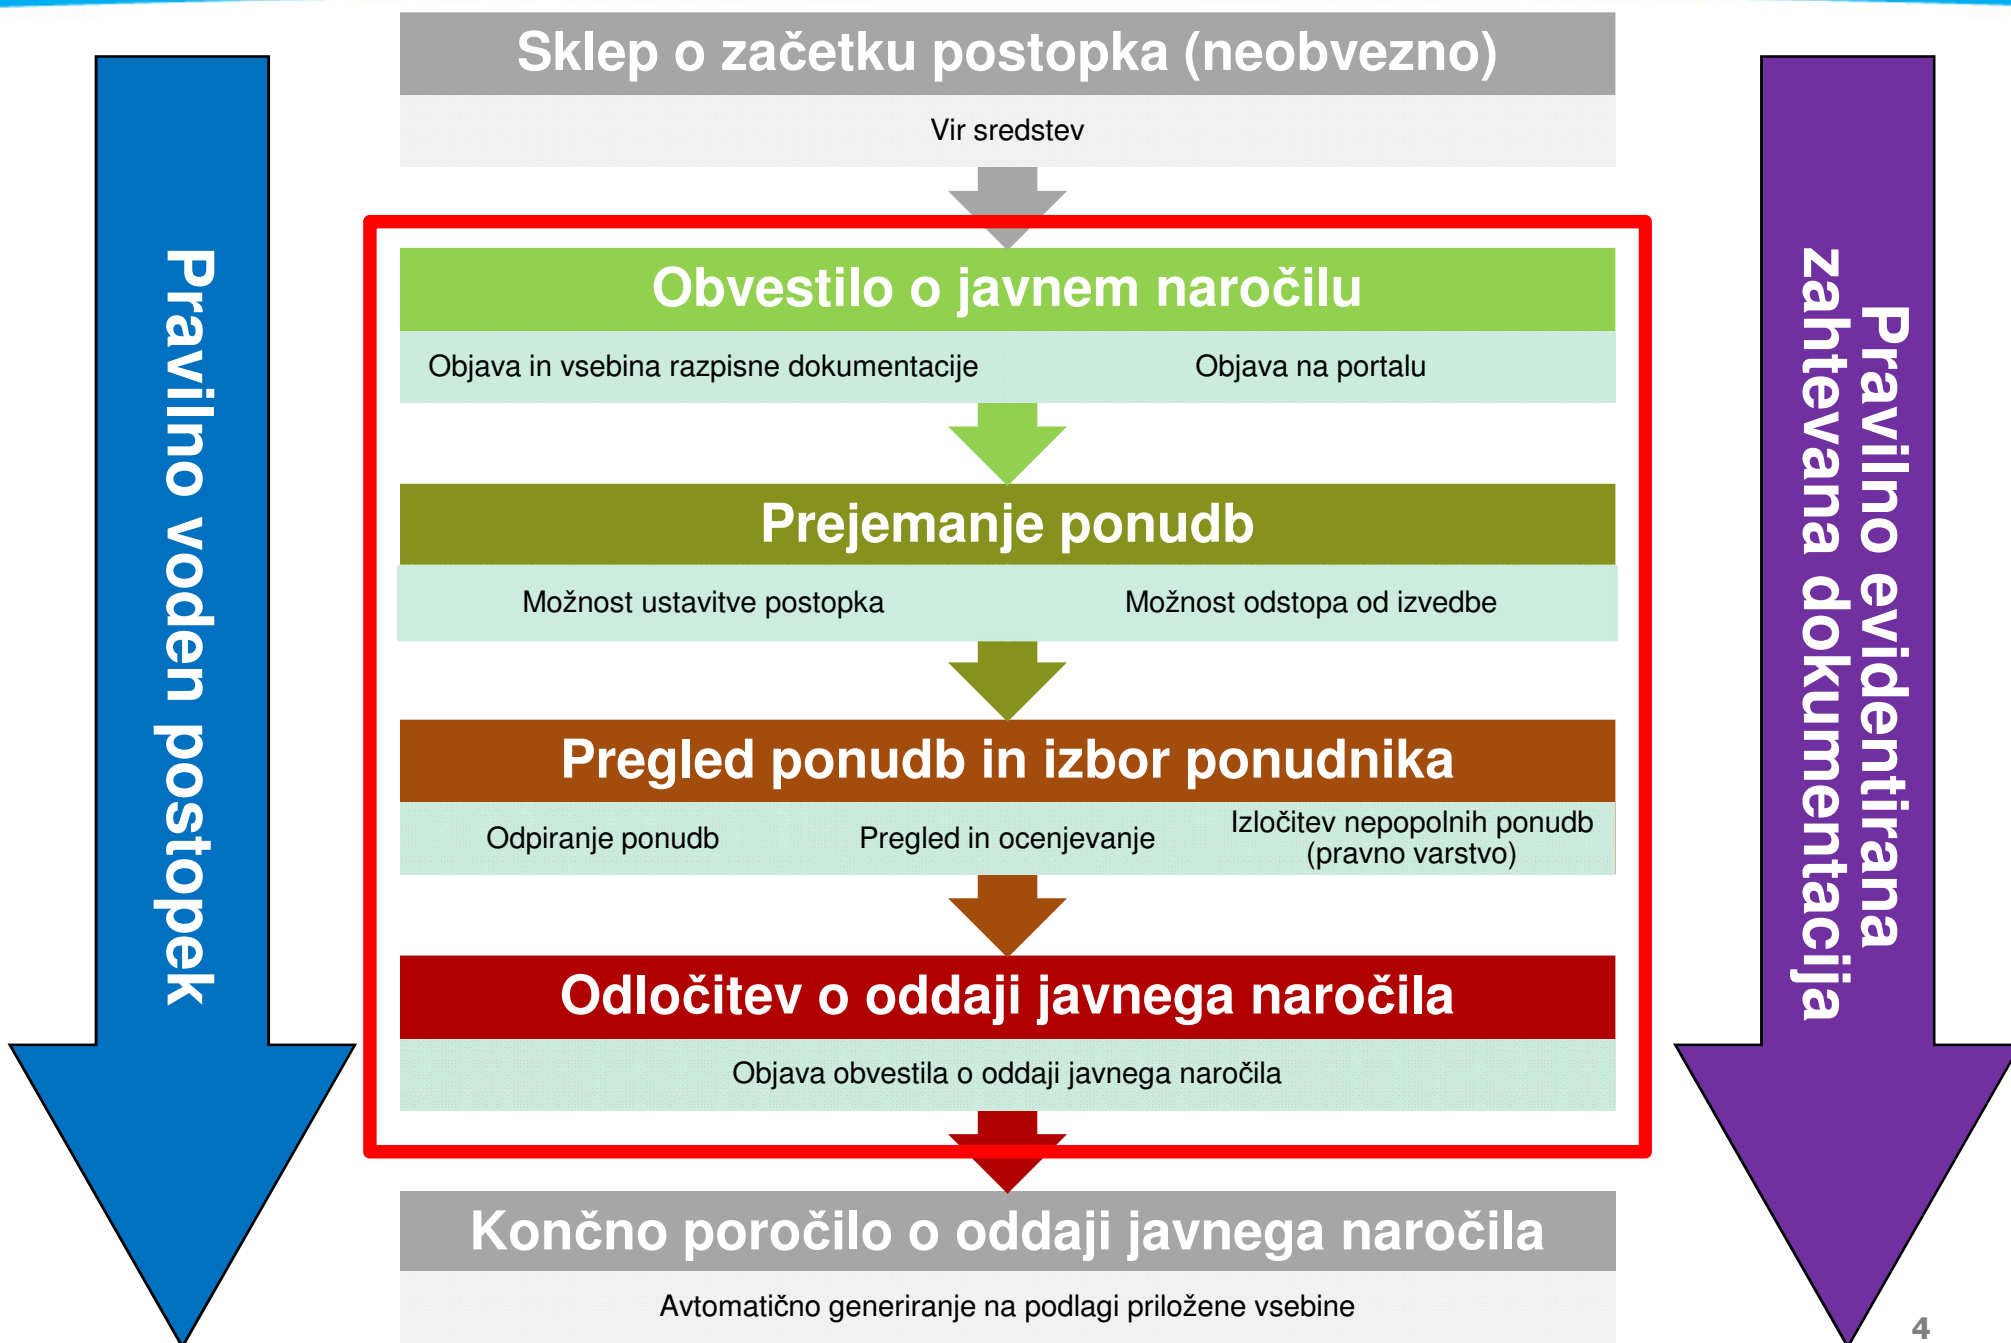 Sklep o začetku postopka (neobvezno)
Vir sredstev
Pravilno voden postopek
Obvestilo o javnem naročilu
Objava in vsebina razpisne dokumentacije
Objava na portalu
Prejemanje ponudb
Možnost ustavitve postopka
Možnost odstopa od izvedbe
Pregled ponudb in izbor ponudnika
Odpiranje ponudb
Pregled in ocenjevanje
Izločitev nepopolnih ponudb
(pravno varstvo)
Odločitev o oddaji javnega naročila
Objava obvestila o oddaji javnega naročila
Končno poročilo o oddaji javnega naročila
Avtomatično generiranje na podlagi priložene vsebine
Pravilno evidentirana
zahtevana dokumentacija
4